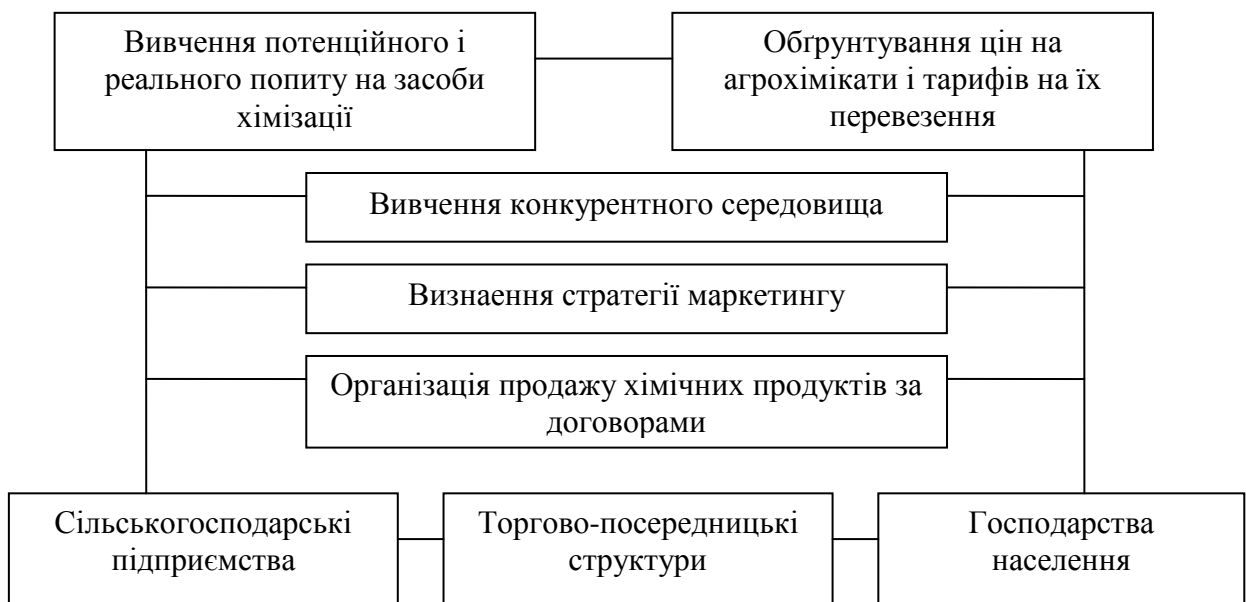 Вивчення потенційного і
реального попиту на засоби
хімізації
Обґрунтування цін на
агрохімікати і тарифів на їх
перевезення
Вивчення конкурентного середовища
Визнаення стратегії маркетингу
Організація продажу хімічних продуктів за
договорами
Сільськогосподарські
підприємства
Торгово-посередницькі
структури
Господарства
населення